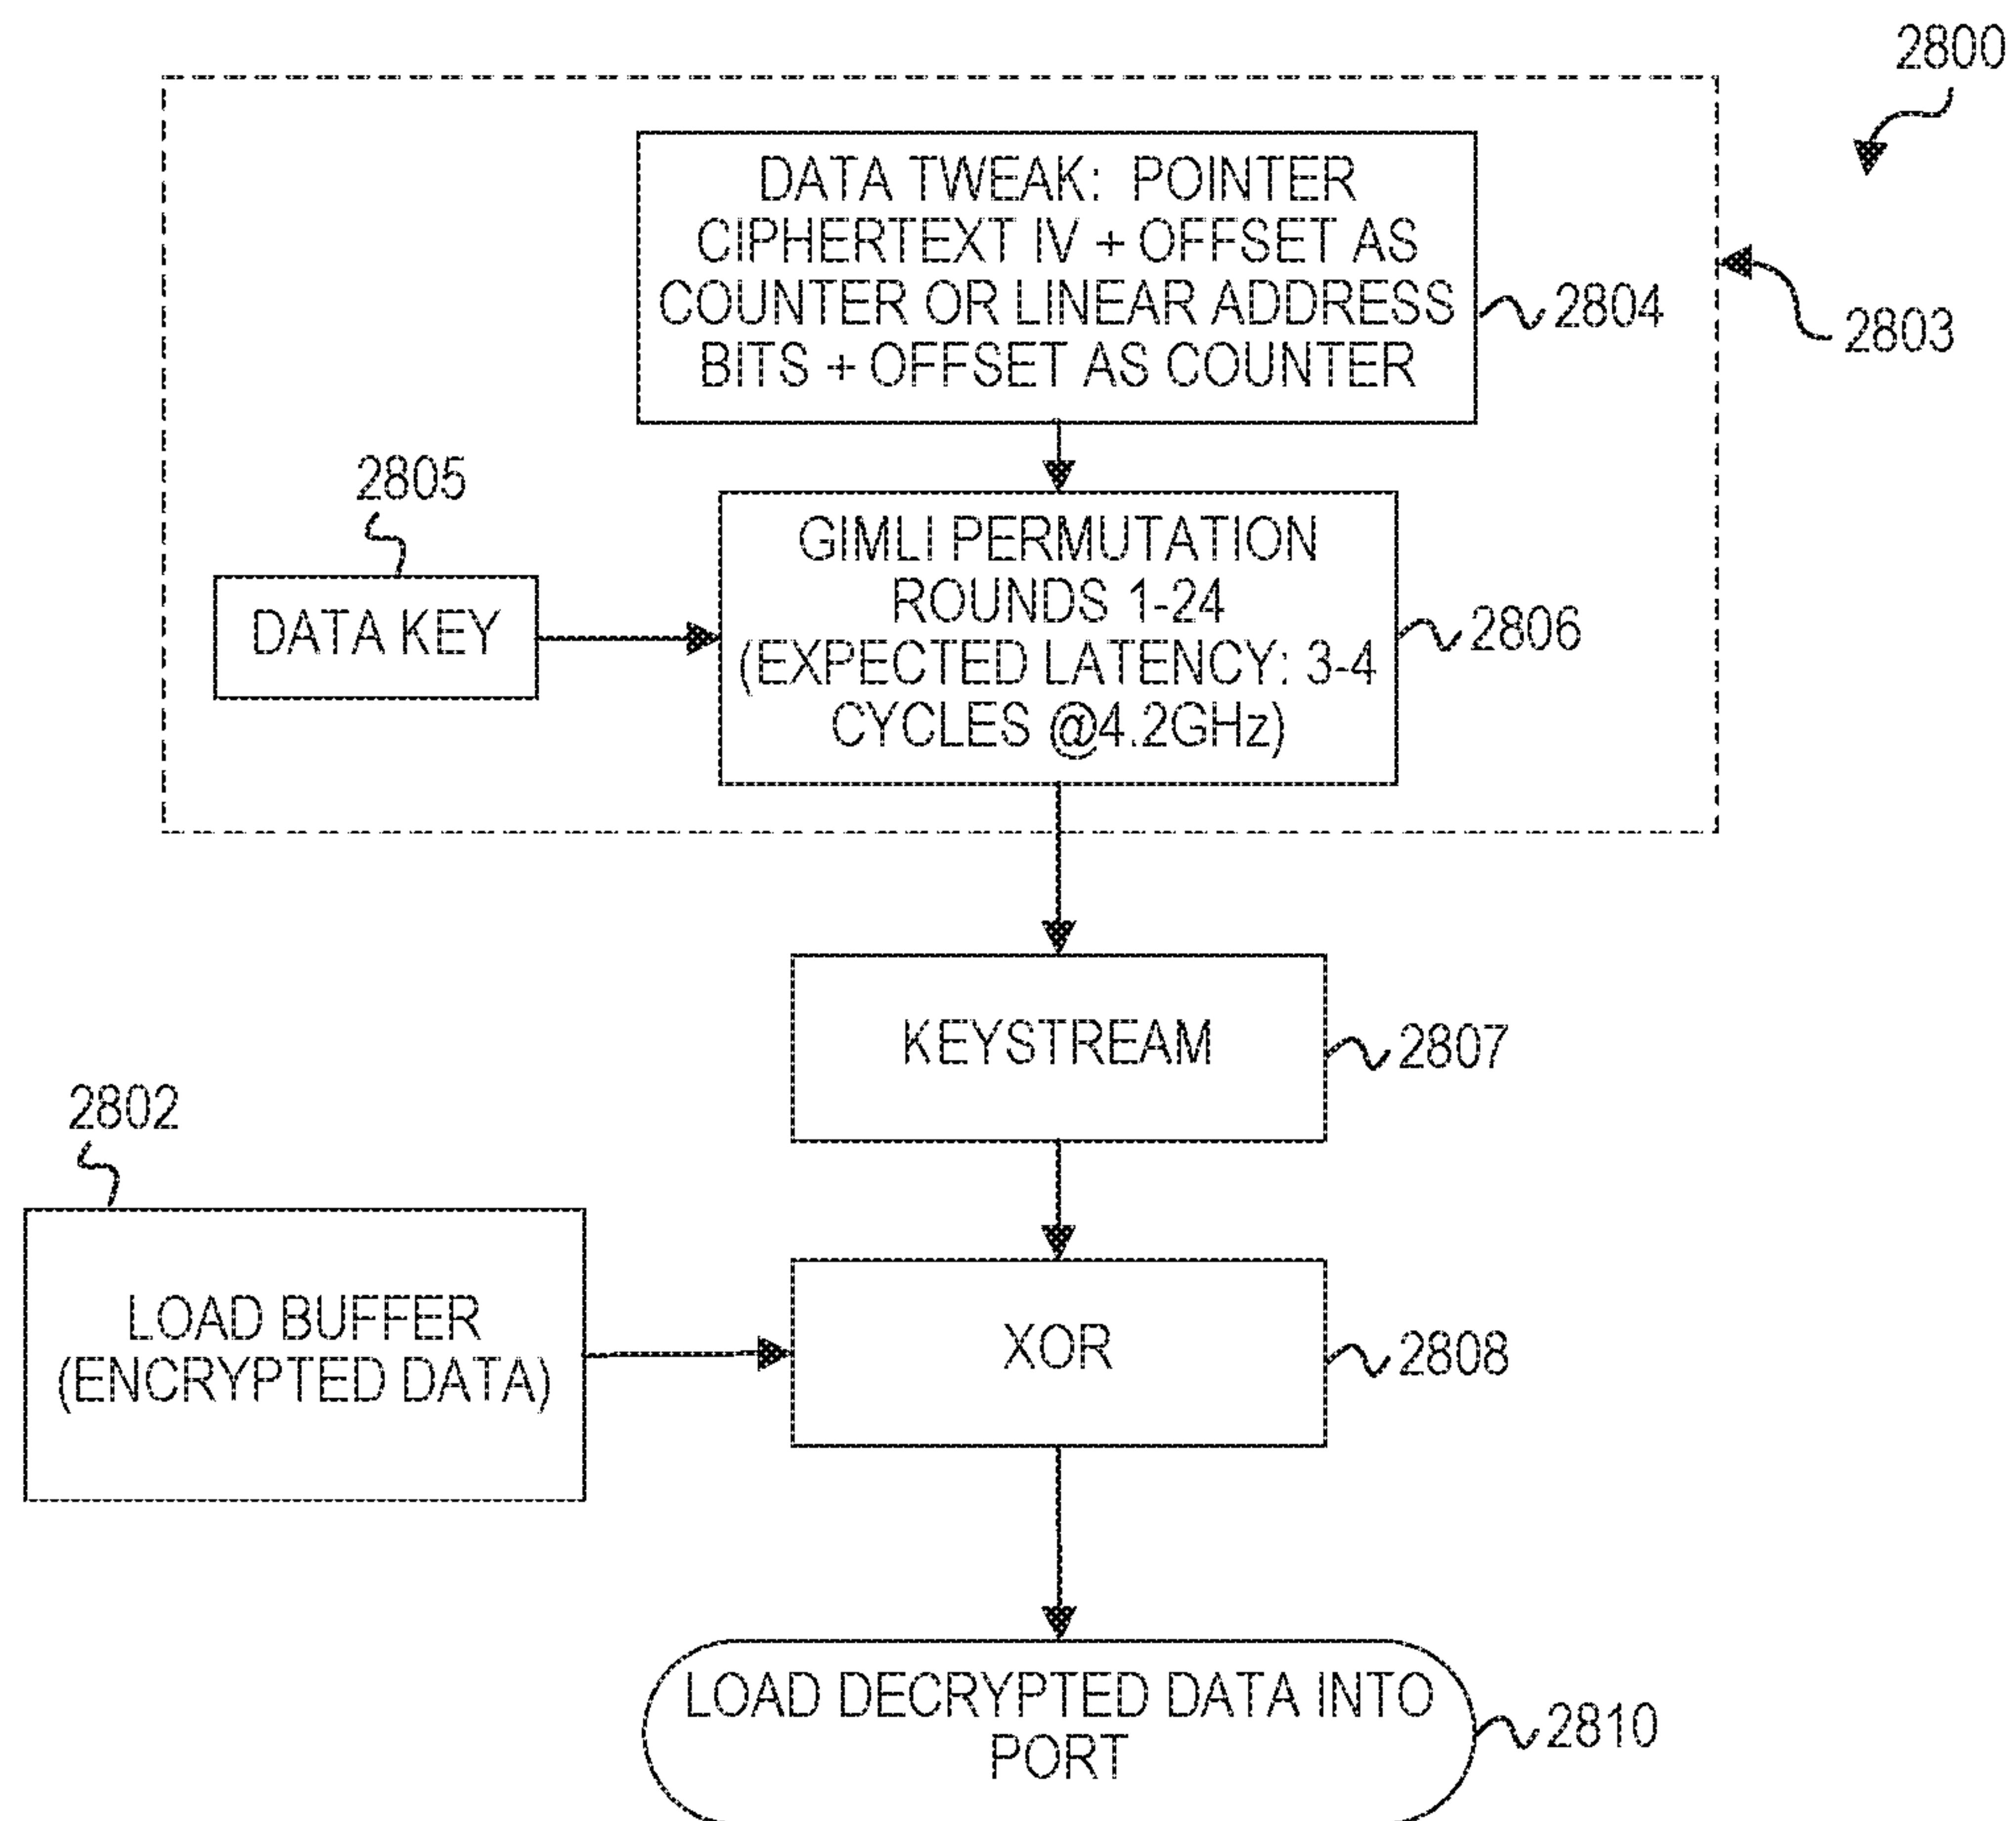 2800
DATA TWEAK: POINTER
CIPHERTEXT IV + OFFSET AS
COUNTER OR LINEAR ADDRESS
BITS + OFFSET AS COUNTER
2804
2803
2805
DATA KEY
GIMLI PERMUTATION
ROUNDS 1-24
(EXPECTED LATENCY: 3-4
CYCLES @4.2GHz)
2806
KEYSTREAM
2807
2802
LOAD BUFFER
(ENCRYPTED DATA)
XOR
2808
LOAD DECRYPTED DATA INTO
PORT
2810